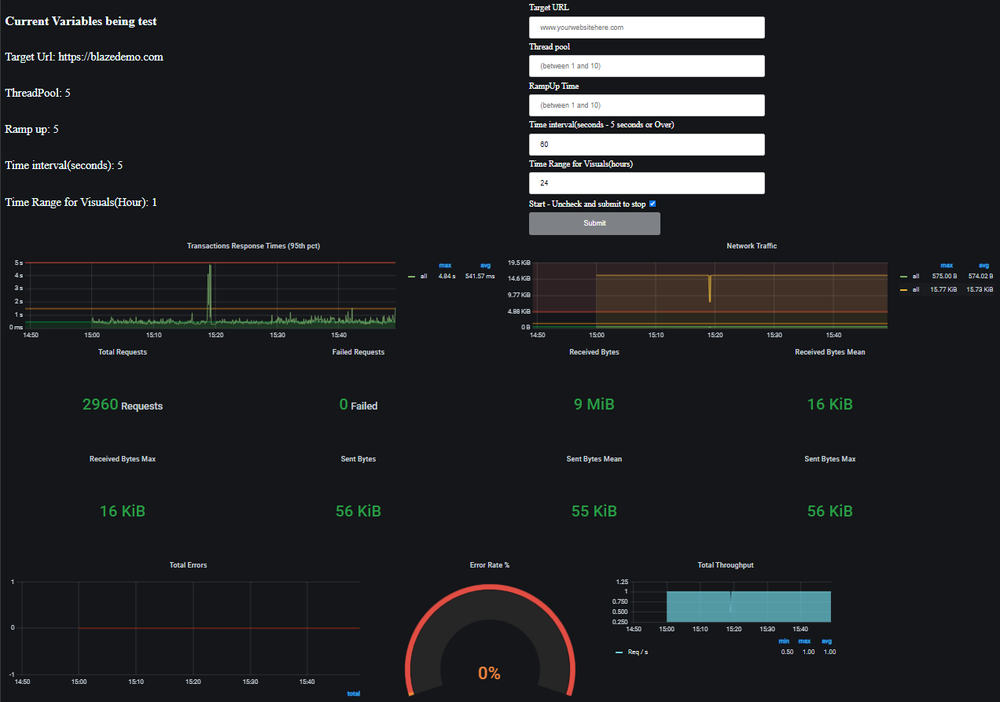 Current Variables being test
Target Url: https://blazedemo.com
ThreadPool: 5
Ramp up: 5
Time interval(seconds): 5
Time Range for Visuals(Hour): 1
Target URL
www.yourwebsitehere.com
Thread pool
(between 1 and 10)
RampUp Time
(between 1 and 10)
Time interval(seconds - 5 seconds or Over)
60
Time Range for Visuals(hours)
24
Start - Uncheck and submit to stop
Submit
Transactions Response Times (95th pct)
5 s
4 s
3 s
2 s
1 s
0 ms
14:50 15:00 15:10 15:20 15:30 15:40
max avg
all 4.84 s 541.57 ms
Network Traffic
19.5 KiB
14.6 KiB
9.77 KiB
4.88 KiB
0 B
14:50 15:00 15:10 15:20 15:30 15:40
max avg
all 575.00 B 574.02 B
all 15.77 KiB 15.73 KiB
Total Requests
2960 Requests
Failed Requests
0 Failed
Received Bytes
9 MiB
Received Bytes Mean
16 KiB
Received Bytes Max
16 KiB
Sent Bytes
56 KiB
Sent Bytes Mean
55 KiB
Sent Bytes Max
56 KiB
Total Errors
1
0
-1
14:50 15:00 15:10 15:20 15:30 15:40
total
Error Rate %
0%
Total Throughput
1.25
1
0.750
0.500
0.250
14:50 15:00 15:10 15:20 15:30 15:40
min max avg
Req / s 0.50 1.00 1.00